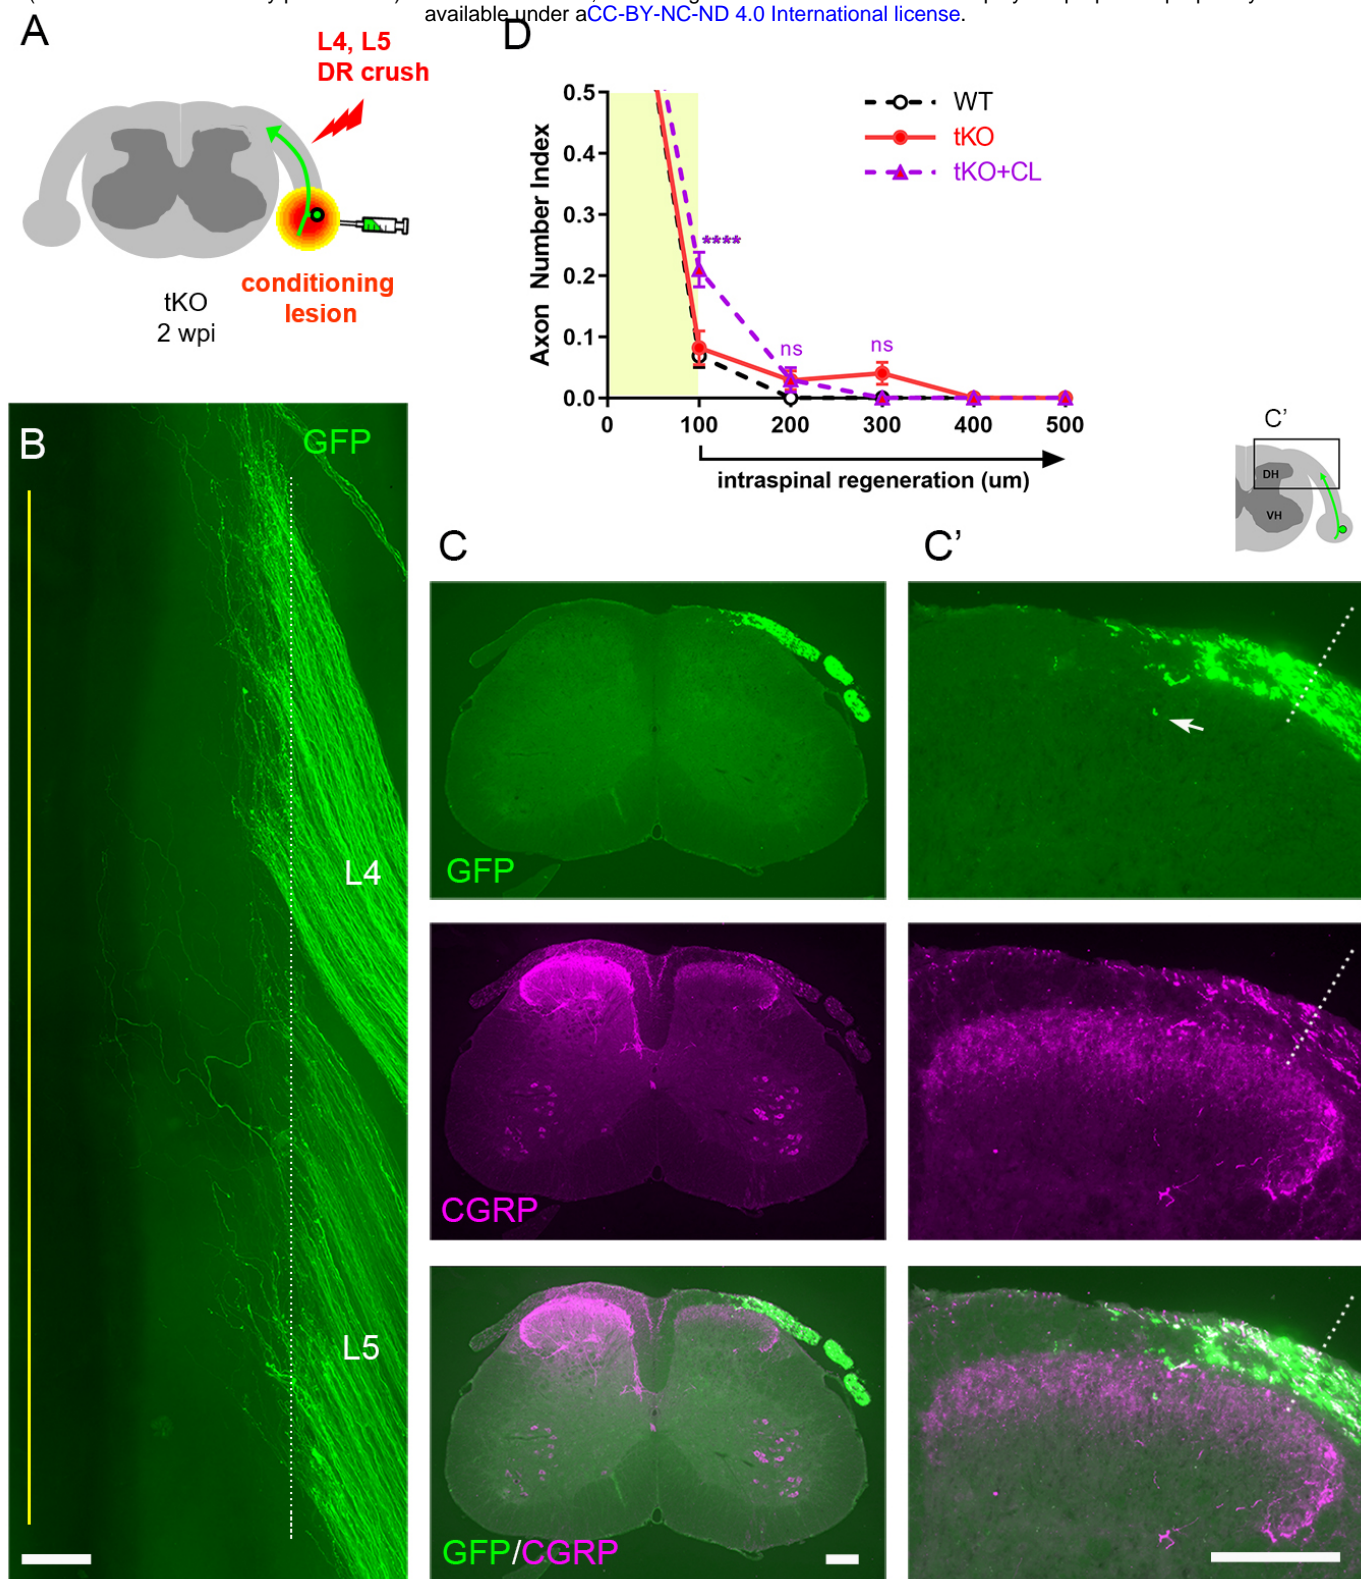 available under aCC-BY-NC-ND 4.0 International license.
A
L4, L5
DR crush
conditioning
lesion
tKO
2 wpi
D
Axon Number Index
0.5
0.4
0.3
0.2
0.1
0.0
0 100 200 300 400 500
intraspinal regeneration (um)
WT
tKO
tKO+CL
****
ns
ns
B
GFP
L4
L5
C
GFP
CGRP
GFP/CGRP
C'
C'
DH
VH